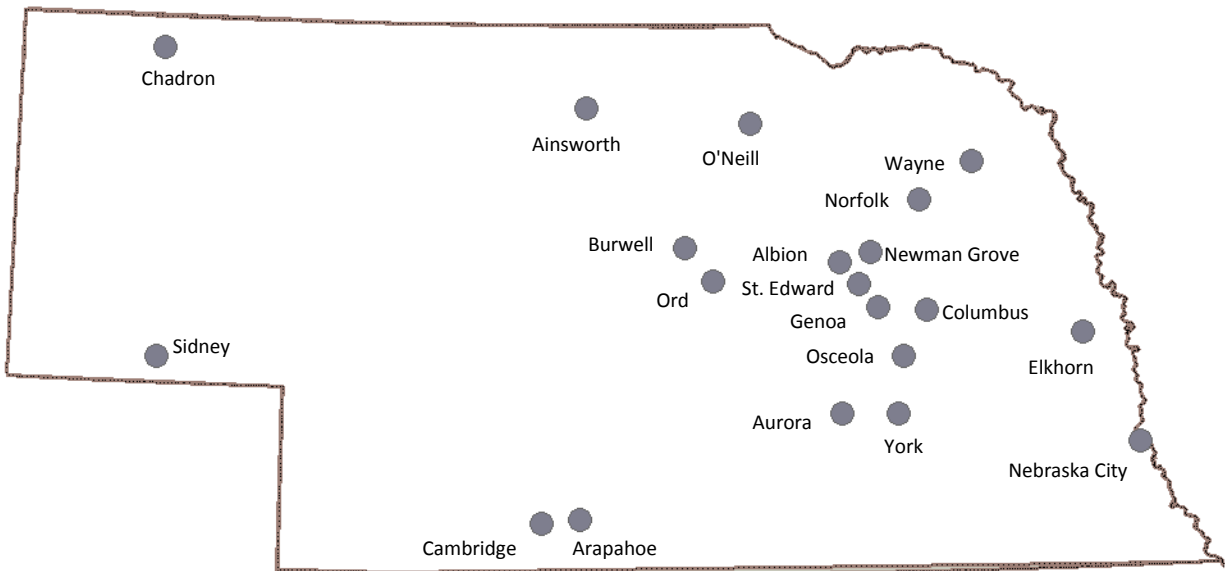 Chadron
Ainsworth
O'Neill
Wayne
Norfolk
Burwell
Albion
Newman Grove
St. Edward
Ord
Genoa
Columbus
Sidney
Osceola
Elkhorn
Aurora
York
Nebraska City
Cambridge
Arapahoe